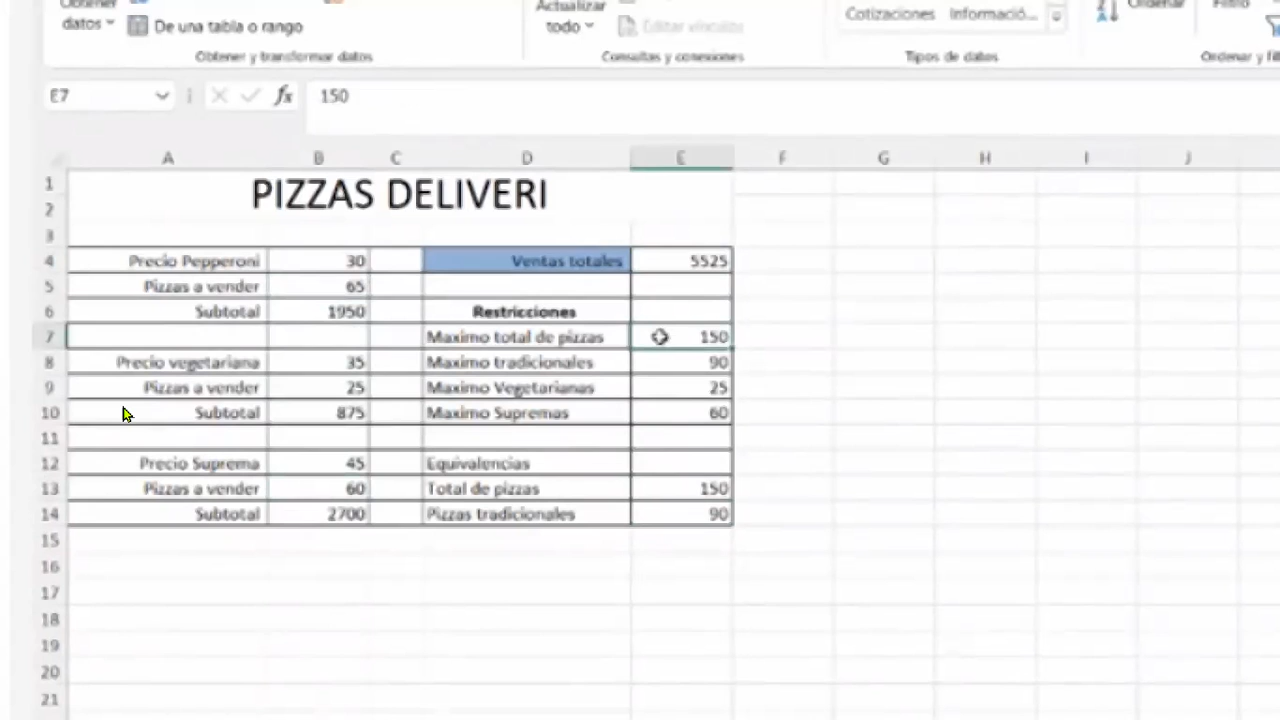 Obtener
Actualizar
Ordenar
Filtro
datos
De una tabla o rango
todo
Editar vínculos
Cotizaciones
Informació...
Obtener y transformar datos
Consultas y conexiones
Tipos de datos
Ordenar y fil
E7
fx
150
A B C D E F G H I J
1
PIZZAS DELIVERI
2
3
4 Precio Pepperoni 30 Ventas totales 5525
5 Pizzas a vender 65
6 Subtotal 1950 Restricciones
7 Maximo total de pizzas 150
8 Precio vegetariana 35 Maximo tradicionales 90
9 Pizzas a vender 25 Maximo Vegetarianas 25
10 Subtotal 875 Maximo Supremas 60
11
12 Precio Suprema 45 Equivalencias
13 Pizzas a vender 60 Total de pizzas 150
14 Subtotal 2700 Pizzas tradicionales 90
15
16
17
18
19
20
21